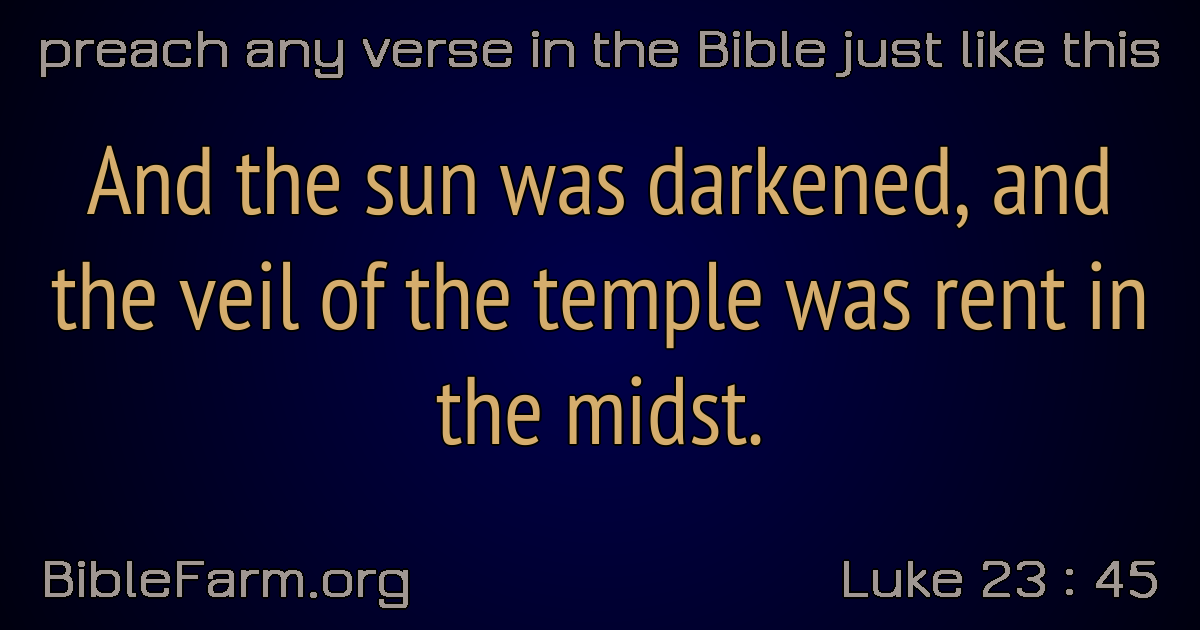 preach any verse in the Bible just like this
And the sun was darkened, and
the veil of the temple was rent in
the midst.
BibleFarm.org
Luke 23 : 45